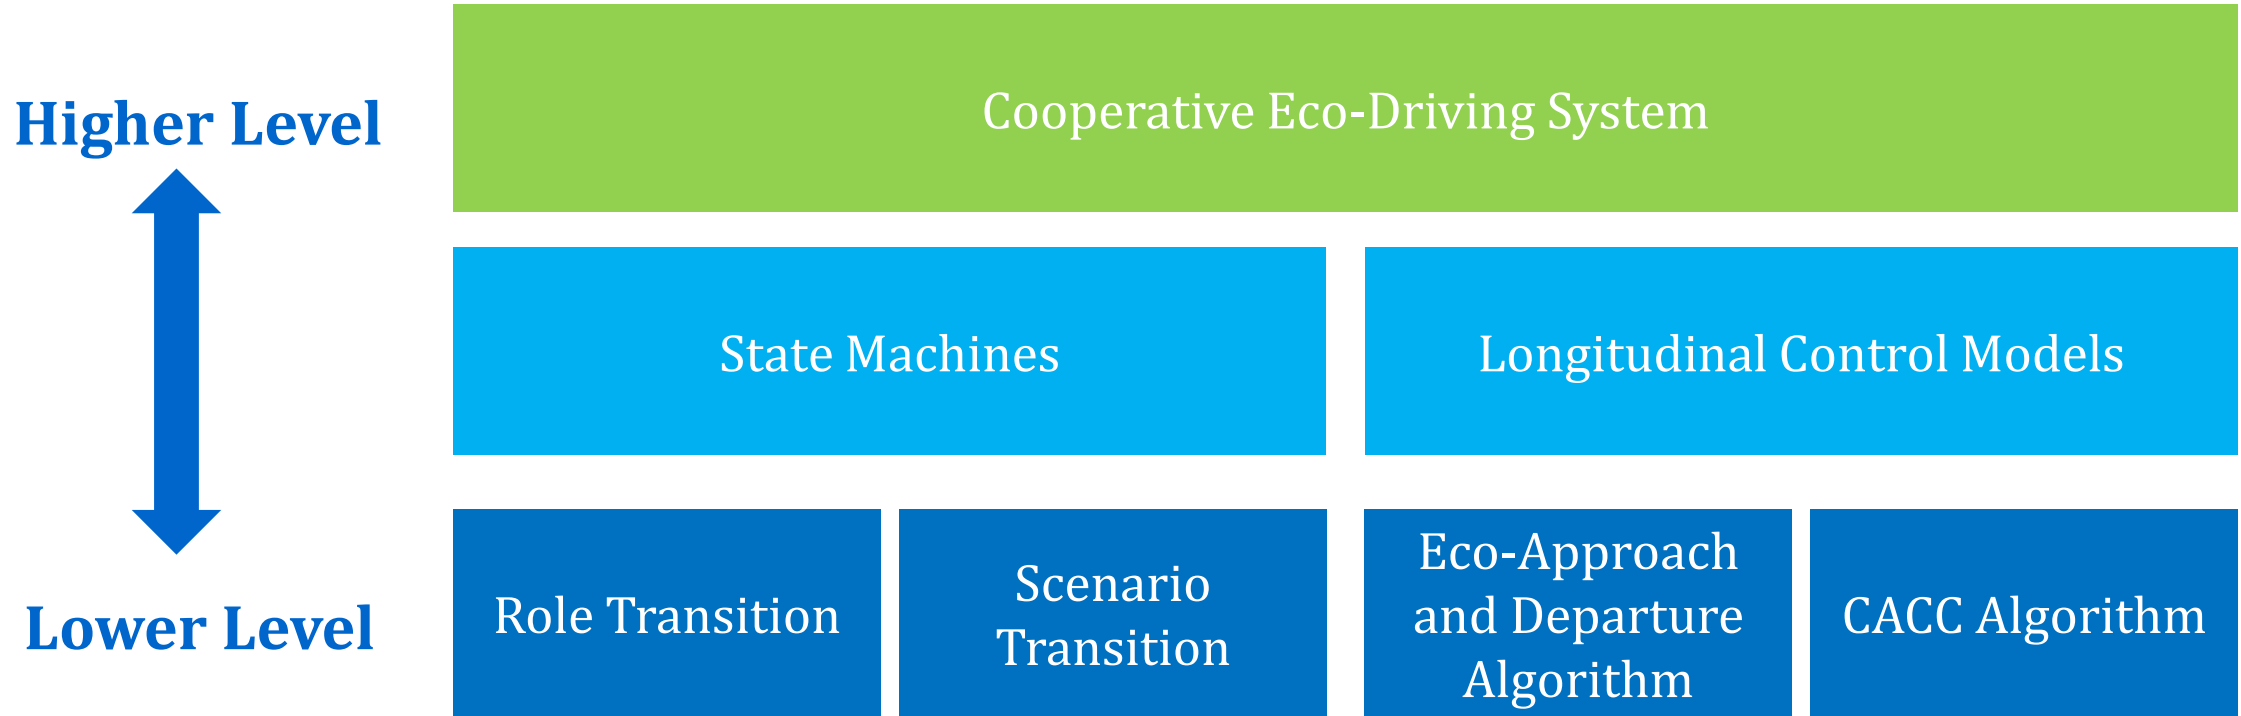 Higher Level
Cooperative Eco-Driving System
State Machines
Longitudinal Control Models
Lower Level
Role Transition
Scenario
Transition
Eco-Approach
and Departure
Algorithm
CACC Algorithm